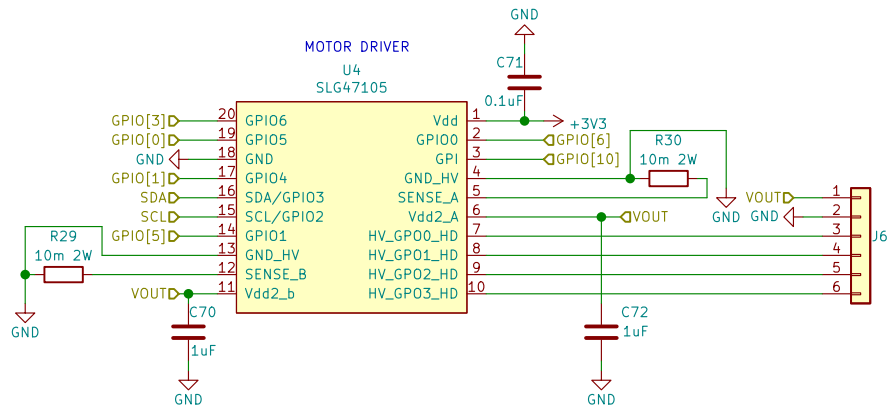 GND
MOTOR DRIVER
U4
SLG47105
C71
0.1uF
+3V3
GPIO[3] 20 GPIO6 Vdd 1
GPIO[0] 19 GPIO5 GPIO0 2 GPIO[6]
GND 18 GND GPI 3 GPIO[10]
GPIO[1] 17 GPIO4 GND_HV 4
SDA 16 SDA/GPIO3 SENSE_A 5
SCL 15 SCL/GPIO2 Vdd2_A 6 VOUT
GPIO[5] 14 GPIO1 HV_GPO0_HD 7
13 GND_HV HV_GPO1_HD 8
12 SENSE_B HV_GPO2_HD 9
VOUT 11 Vdd2_b HV_GPO3_HD 10
R30
10m 2W
GND
VOUT 1
GND 2
3
4
5
6
J6
R29
10m 2W
GND
C70
1uF
GND
C72
1uF
GND